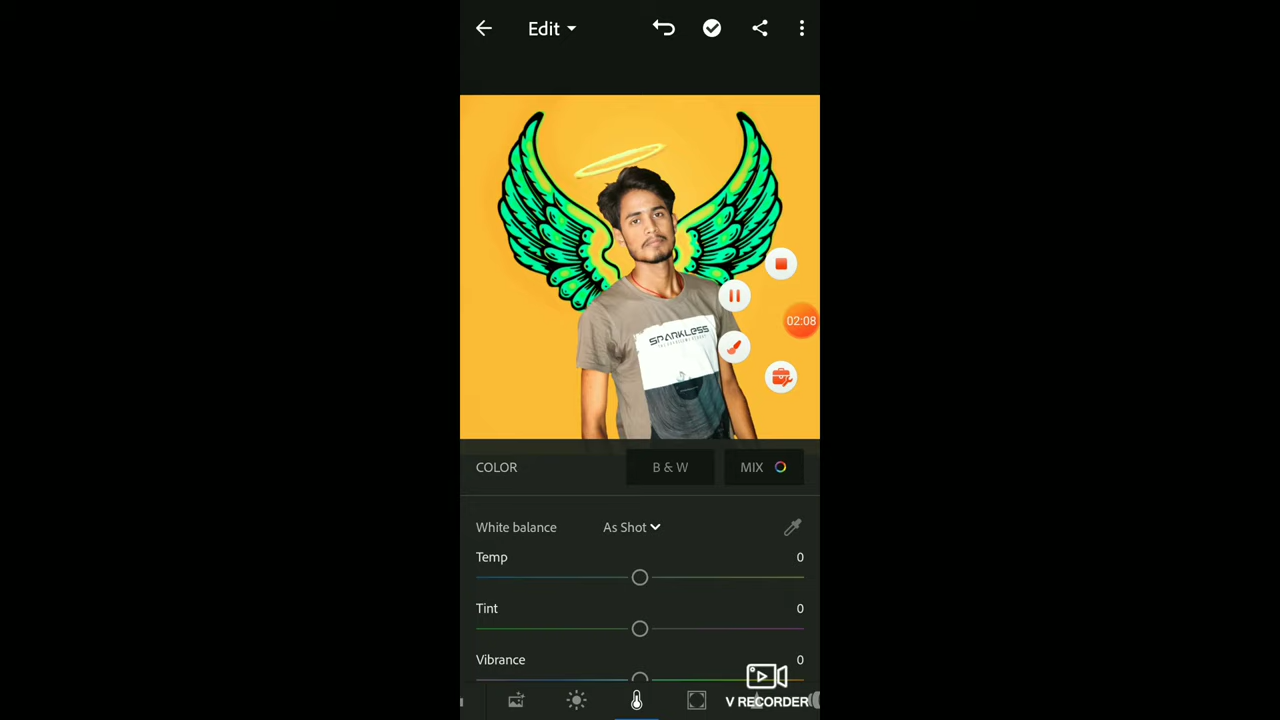 Edit
SPARKLESS
02:08
COLOR
B & W
MIX
White balance
As Shot
Temp
0
Tint
0
Vibrance
0
V RECORDER